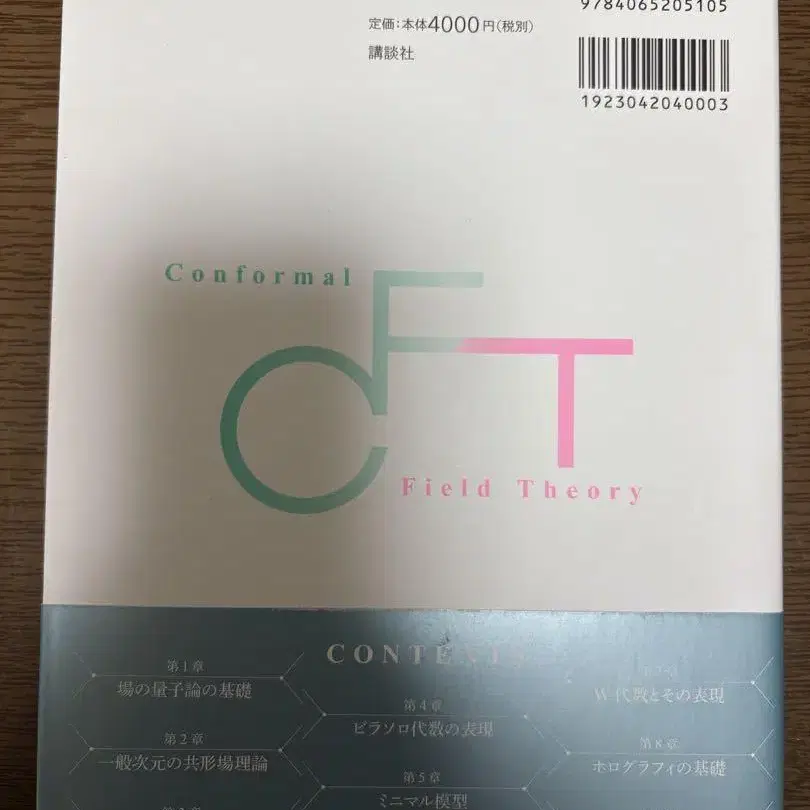 9784065205105
定価:本体4000円(税別)
講談社
1923042040003
Conformal
CFT
Field Theory
CONTENTS
第1章
場の量子論の基礎
第2章
一般次元の共形場理論
第4章
ビラソロ代数の表現
第5章
ミニマル模型
W代数とその表現
第8章
ホログラフィの基礎